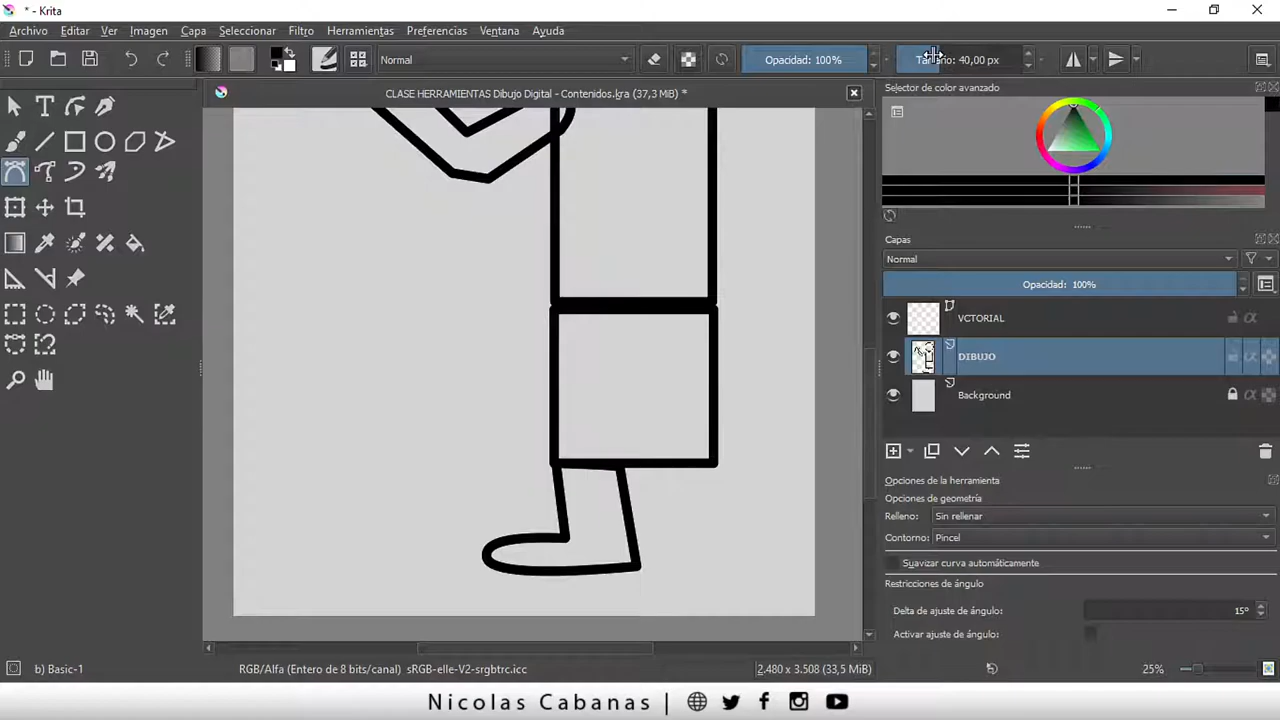 * - Krita
Archivo Editar Ver Imagen Capa Seleccionar Filtro Herramientas Preferencias Ventana Ayuda
Normal Opacidad: 100% 40,00 px
CLASE HERRAMIENTAS Dibujo Digital - Contenidos.kra (37,3 MiB) *
Selector de color avanzado
Capas
Normal
Opacidad: 100%
VCTORIAL
DIBUJO
Background
Opciones de la herramienta
Opciones de geometría
Relleno: Sin rellenar
Contorno: Pincel
Suavizar curva automáticamente
Restricciones de ángulo
Delta de ajuste de ángulo: 15º
Activar ajuste de ángulo:
b) Basic-1 RGB/Alfa (Entero de 8 bits/canal) sRGB-elle-V2-srgbtrc.icc 2.480 x 3.508 (33,5 MiB) 25%
Nicolas Cabanas |